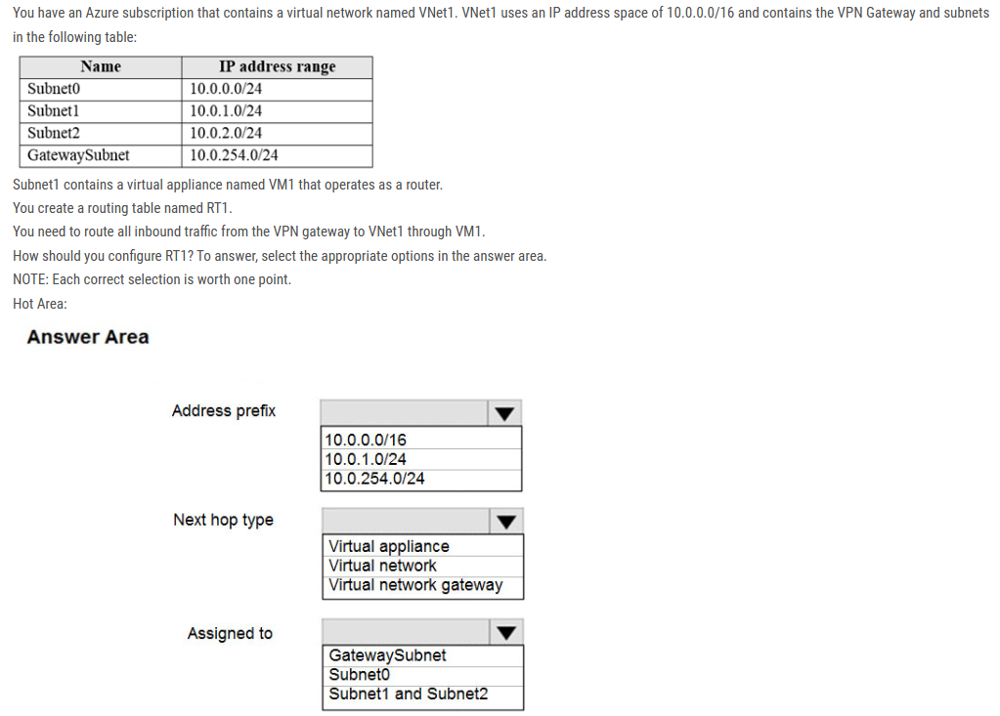 You have an Azure subscription that contains a virtual network named VNet1. VNet1 uses an IP address space of 10.0.0.0/16 and contains the VPN Gateway and subnets
in the following table:
Name IP address range
Subnet0 10.0.0.0/24
Subnet1 10.0.1.0/24
Subnet2 10.0.2.0/24
GatewaySubnet 10.0.254.0/24
Subnet1 contains a virtual appliance named VM1 that operates as a router.
You create a routing table named RT1.
You need to route all inbound traffic from the VPN gateway to VNet1 through VM1.
How should you configure RT1? To answer, select the appropriate options in the answer area.
NOTE: Each correct selection is worth one point.
Hot Area:
Answer Area
Address prefix
10.0.0.0/16
10.0.1.0/24
10.0.254.0/24
Next hop type
Virtual appliance
Virtual network
Virtual network gateway
Assigned to
GatewaySubnet
Subnet0
Subnet1 and Subnet2